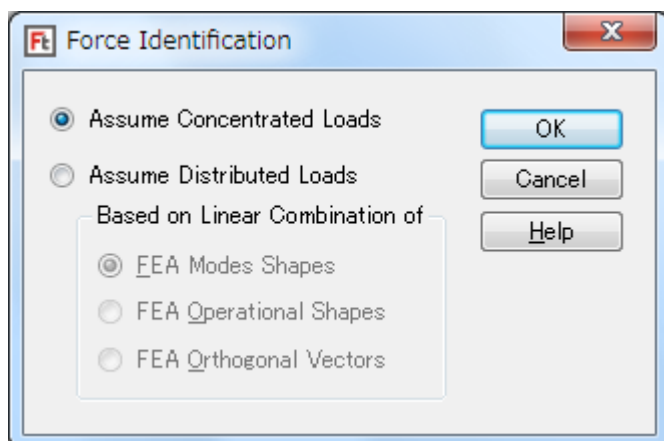 Ft Force Identification
Assume Concentrated Loads
OK
Assume Distributed Loads
Cancel
Based on Linear Combination of
Help
FEA Modes Shapes
FEA Operational Shapes
FEA Orthogonal Vectors